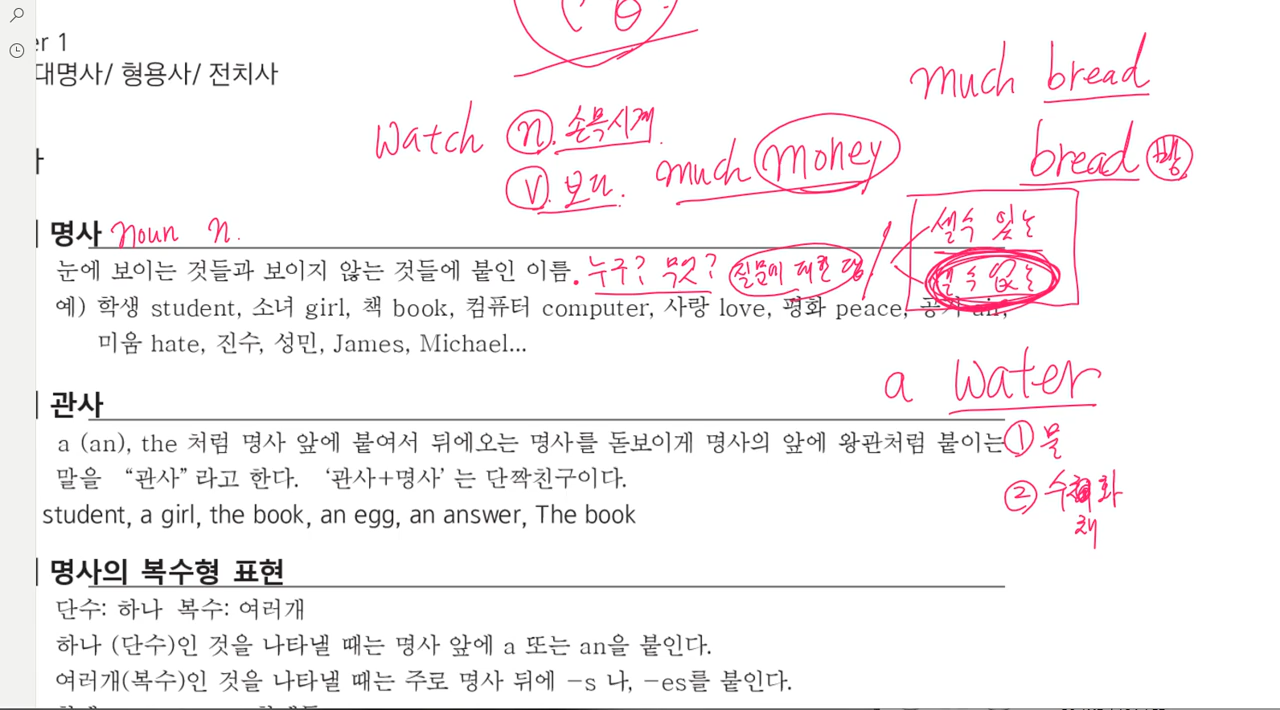 er 1
대명사/ 형용사/ 전치사
much bread
watch n. 손목시계.
v. 보다.
much money
bread 빵
명사 noun n.
셀수 있는
셀 수 없는
눈에 보이는 것들과 보이지 않는 것들에 붙인 이름. 누구? 무엇? 질문에 대한 답
예) 학생 student, 소녀 girl, 책 book, 컴퓨터 computer, 사랑 love, 평화 peace, 공기 air,
미움 hate, 진수, 성민, James, Michael...
a water
관사
a (an), the 처럼 명사 앞에 붙여서 뒤에오는 명사를 돋보이게 명사의 앞에 왕관처럼 붙이는
① 물
말을 “관사” 라고 한다. ‘관사+명사’ 는 단짝친구이다.
② 수채화
student, a girl, the book, an egg, an answer, The book
명사의 복수형 표현
단수: 하나 복수: 여러개
하나 (단수)인 것을 나타낼 때는 명사 앞에 a 또는 an을 붙인다.
여러개(복수)인 것을 나타낼 때는 주로 명사 뒤에 –s 나, –es를 붙인다.